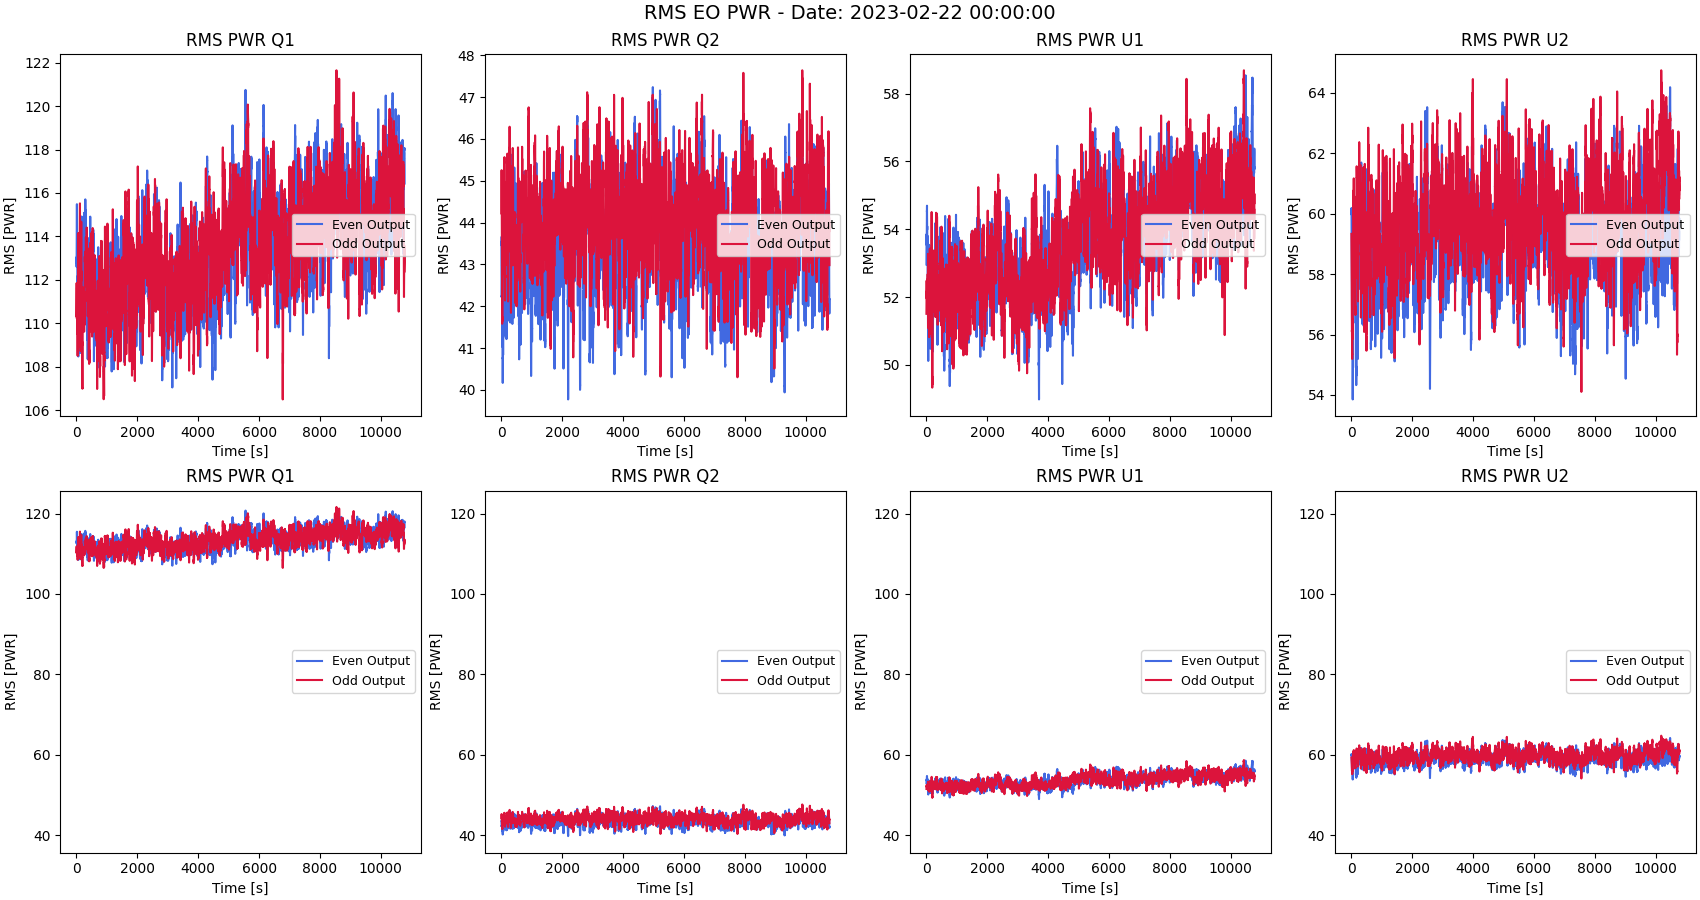 RMS EO PWR - Date: 2023-02-22 00:00:00
RMS PWR Q1
RMS [PWR]
122
120
118
116
114
112
110
108
106
0 2000 4000 6000 8000 10000
Time [s]
Even Output
Odd Output
RMS PWR Q2
RMS [PWR]
48
47
46
45
44
43
42
41
40
0 2000 4000 6000 8000 10000
Time [s]
Even Output
Odd Output
RMS PWR U1
RMS [PWR]
58
56
54
52
50
0 2000 4000 6000 8000 10000
Time [s]
Even Output
Odd Output
RMS PWR U2
RMS [PWR]
64
62
60
58
56
54
0 2000 4000 6000 8000 10000
Time [s]
Even Output
Odd Output
RMS PWR Q1
RMS [PWR]
120
100
80
60
40
0 2000 4000 6000 8000 10000
Time [s]
Even Output
Odd Output
RMS PWR Q2
RMS [PWR]
120
100
80
60
40
0 2000 4000 6000 8000 10000
Time [s]
Even Output
Odd Output
RMS PWR U1
RMS [PWR]
120
100
80
60
40
0 2000 4000 6000 8000 10000
Time [s]
Even Output
Odd Output
RMS PWR U2
RMS [PWR]
120
100
80
60
40
0 2000 4000 6000 8000 10000
Time [s]
Even Output
Odd Output